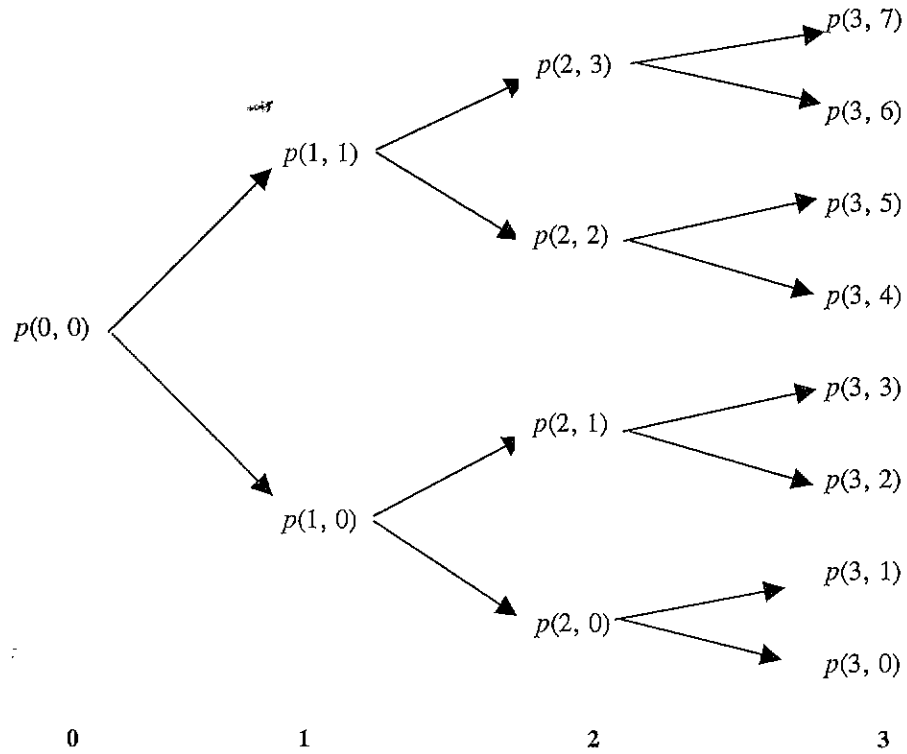 p(3, 7)
p(2, 3)
p(3, 6)
p(1, 1)
p(3, 5)
p(2, 2)
p(3, 4)
p(0, 0)
p(3, 3)
p(2, 1)
p(3, 2)
p(1, 0)
p(3, 1)
p(2, 0)
p(3, 0)
0 1 2 3